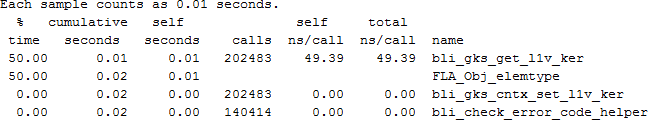 Each sample counts as 0.01 seconds.
% cumulative self self total
time seconds seconds calls ns/call ns/call name
50.00 0.01 0.01 202483 49.39 49.39 bli_gks_get_l1v_ker
50.00 0.02 0.01 FLA_Obj_elemtype
0.00 0.02 0.00 202483 0.00 0.00 bli_gks_cntx_set_l1v_ker
0.00 0.02 0.00 140414 0.00 0.00 bli_check_error_code_helper